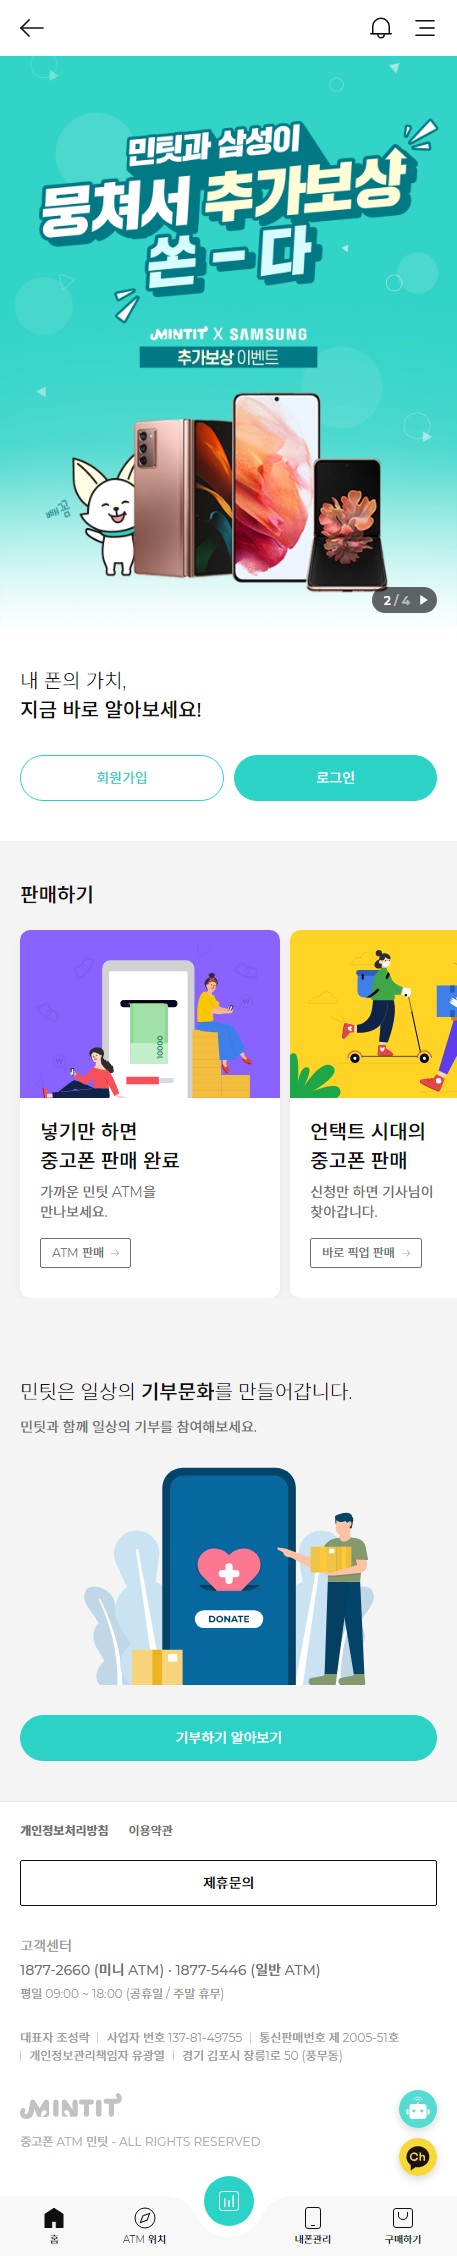 민팃과 삼성이
뭉쳐서 추가보상
쏜-다
MINTIT X SAMSUNG
추가보상 이벤트
빼꼼
2 / 4
내 폰의 가치,
지금 바로 알아보세요!
회원가입
로그인
판매하기
10000
넣기만 하면
중고폰 판매 완료
가까운 민팃 ATM을
만나보세요.
ATM 판매 →
언택트 시대의
중고폰 판매
신청만 하면 기사님이
찾아갑니다.
바로 픽업 판매 →
민팃은 일상의 기부문화를 만들어갑니다.
민팃과 함께 일상의 기부를 참여해보세요.
DONATE
기부하기 알아보기
개인정보처리방침 이용약관
제휴문의
고객센터
1877-2660 (미니 ATM) · 1877-5446 (일반 ATM)
평일 09:00 ~ 18:00 (공휴일 / 주말 휴무)
대표자 조성락 | 사업자 번호 137-81-49755 | 통신판매번호 제 2005-51호
| 개인정보관리책임자 유광열 | 경기 김포시 장릉1로 50 (풍무동)
MINTIT
중고폰 ATM 민팃 - ALL RIGHTS RESERVED
Ch
홈
ATM 위치
내폰관리
구매하기